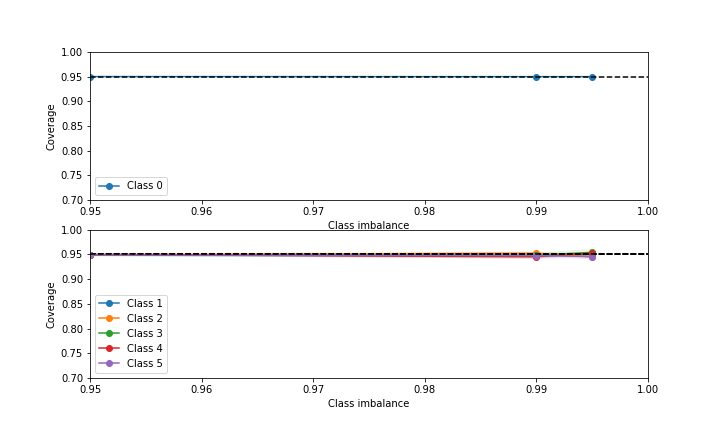 1.00
0.95
0.90
0.85
0.80
0.75
0.70
Coverage
Class 0
0.95 0.96 0.97 0.98 0.99 1.00
Class imbalance
1.00
0.95
0.90
0.85
0.80
0.75
0.70
Coverage
Class 1
Class 2
Class 3
Class 4
Class 5
0.95 0.96 0.97 0.98 0.99 1.00
Class imbalance